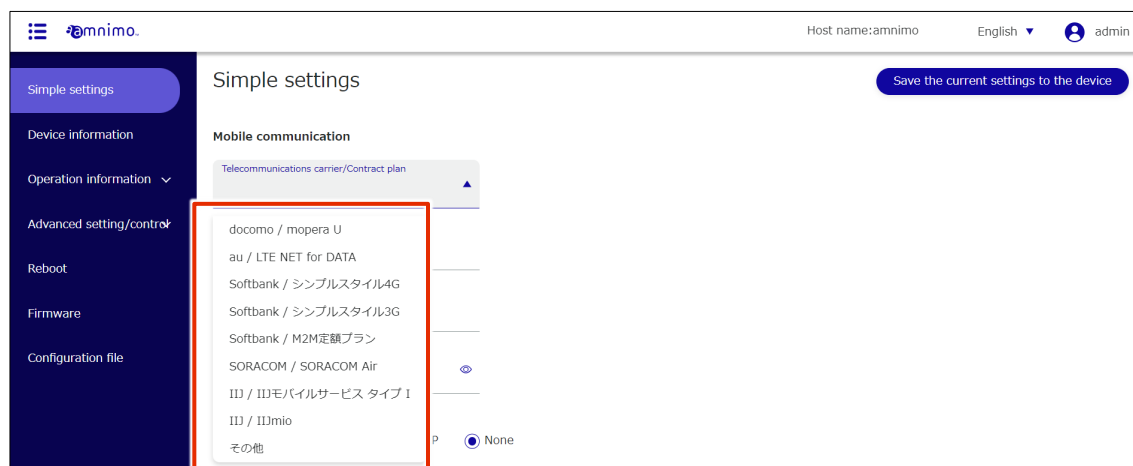 amnimo
Host name:amnimo
English
admin
Simple settings
Device information
Operation information
Advanced setting/control
Reboot
Firmware
Configuration file
Simple settings
Save the current settings to the device
Mobile communication
Telecommunications carrier/Contract plan
docomo / mopera U
au / LTE NET for DATA
Softbank / シンプルスタイル4G
Softbank / シンプルスタイル3G
Softbank / M2M定額プラン
SORACOM / SORACOM Air
IIJ / IIJモバイルサービス タイプ I
IIJ / IIJmio
その他
P
None